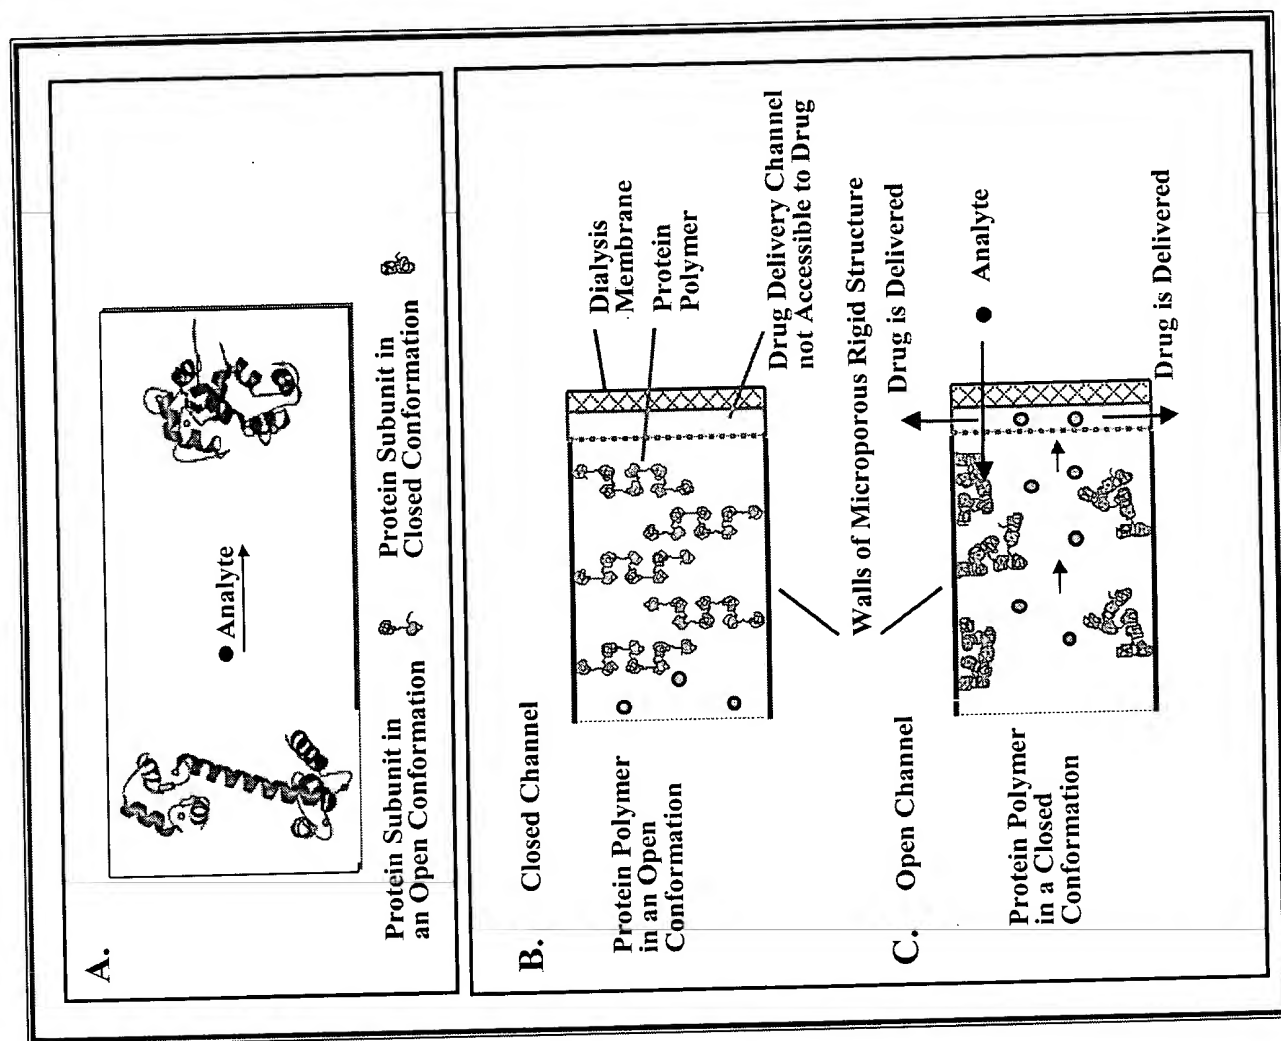 A.
Analyte
Protein Subunit in
an Open Conformation
Protein Subunit in
Closed Conformation
B.
Closed Channel
Protein Polymer
in an Open
Conformation
Dialysis
Membrane
Protein
Polymer
Drug Delivery Channel
not Accessible to Drug
Walls of Microporous Rigid Structure
C.
Open Channel
Protein Polymer
in a Closed
Conformation
Drug is Delivered
Analyte
Drug is Delivered